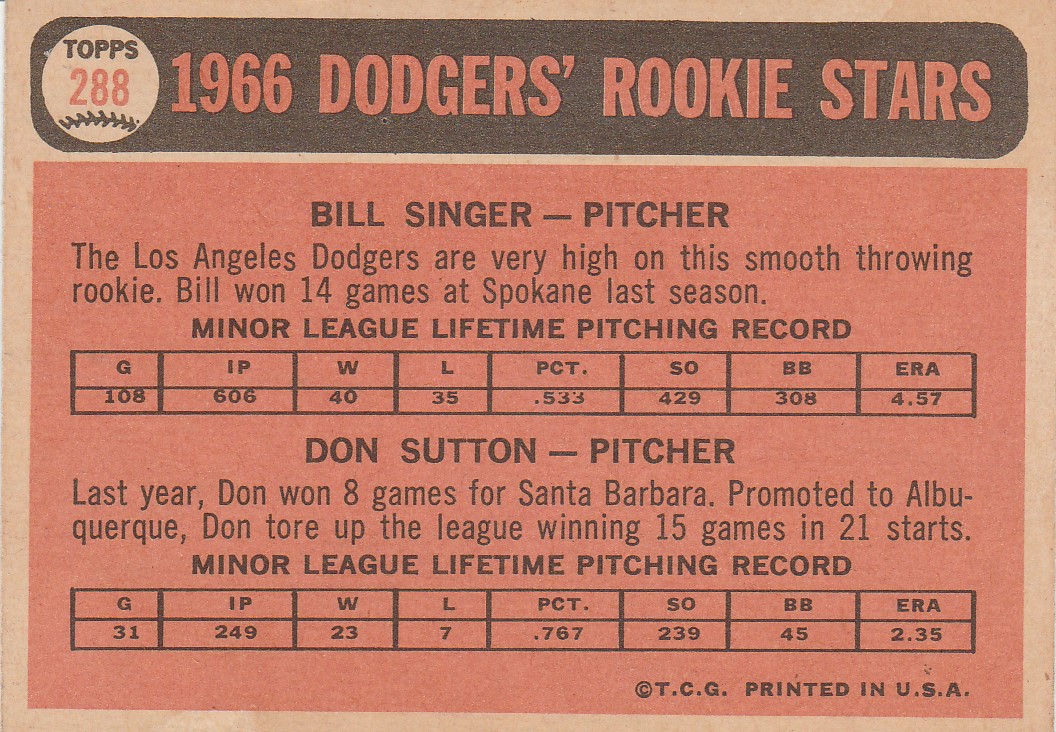 TOPPS
288
1966 DODGERS' ROOKIE STARS
BILL SINGER — PITCHER
The Los Angeles Dodgers are very high on this smooth throwing
rookie. Bill won 14 games at Spokane last season.
MINOR LEAGUE LIFETIME PITCHING RECORD
G IP W L PCT. SO BB ERA
108 606 40 35 .533 429 308 4.57
DON SUTTON — PITCHER
Last year, Don won 8 games for Santa Barbara. Promoted to Albu-
querque, Don tore up the league winning 15 games in 21 starts.
MINOR LEAGUE LIFETIME PITCHING RECORD
G IP W L PCT. SO BB ERA
31 249 23 7 .767 239 45 2.35
©T.C.G. PRINTED IN U.S.A.